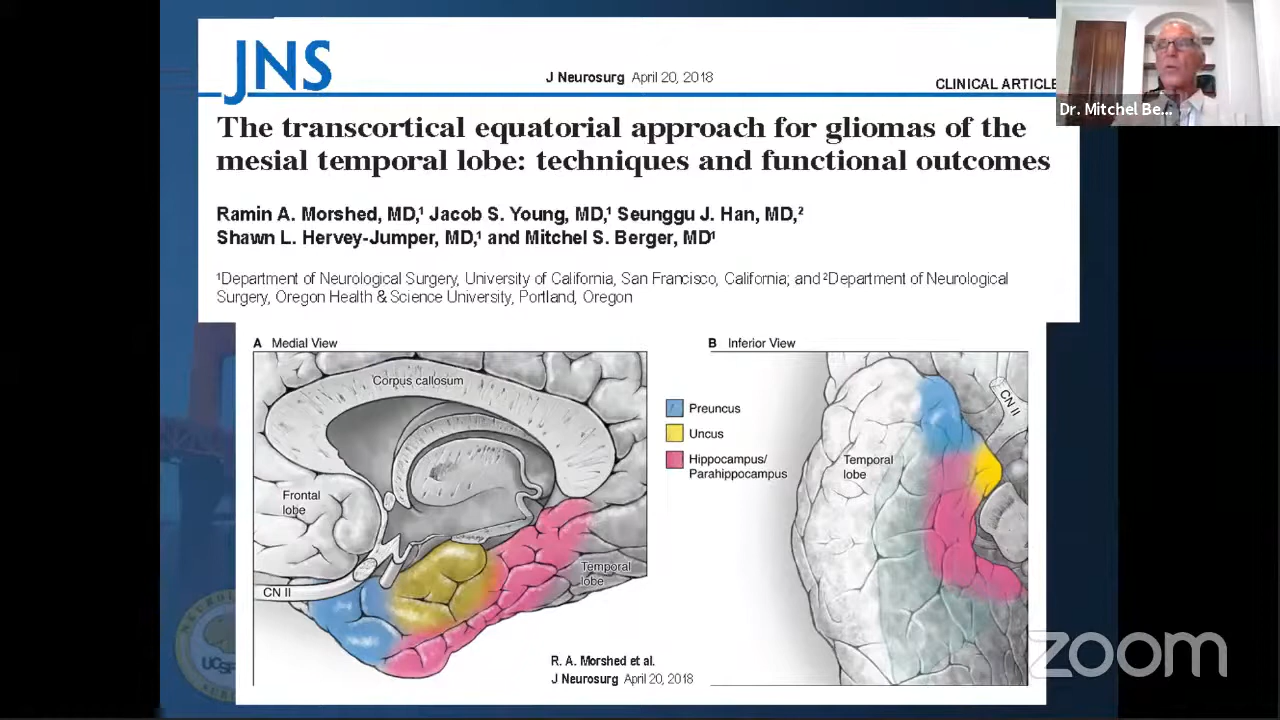 JNS
J Neurosurg April 20, 2018
CLINICAL ARTICLE
Dr. Mitchel Be...
The transcortical equatorial approach for gliomas of the
mesial temporal lobe: techniques and functional outcomes
Ramin A. Morshed, MD,¹ Jacob S. Young, MD,¹ Seunggu J. Han, MD,²
Shawn L. Hervey-Jumper, MD,¹ and Mitchel S. Berger, MD¹
¹Department of Neurological Surgery, University of California, San Francisco, California; and ²Department of Neurological
Surgery, Oregon Health & Science University, Portland, Oregon
A Medial View
Corpus callosum
Frontal
lobe
CN II
Temporal
lobe
Preuncus
Uncus
Hippocampus/
Parahippocampus
B Inferior View
CN II
Temporal
lobe
R. A. Morshed et al.
J Neurosurg April 20, 2018
UCSF
zoom